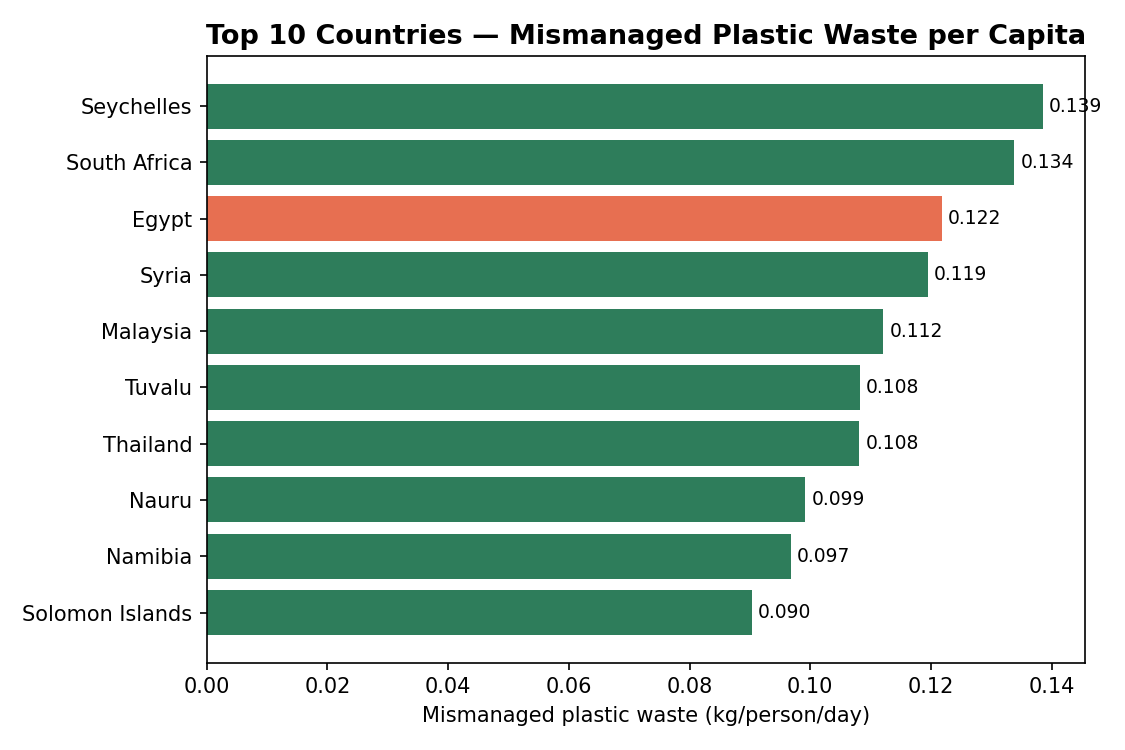 Top 10 Countries — Mismanaged Plastic Waste per Capita
Seychelles 0.139
South Africa 0.134
Egypt 0.122
Syria 0.119
Malaysia 0.112
Tuvalu 0.108
Thailand 0.108
Nauru 0.099
Namibia 0.097
Solomon Islands 0.090
0.00 0.02 0.04 0.06 0.08 0.10 0.12 0.14
Mismanaged plastic waste (kg/person/day)